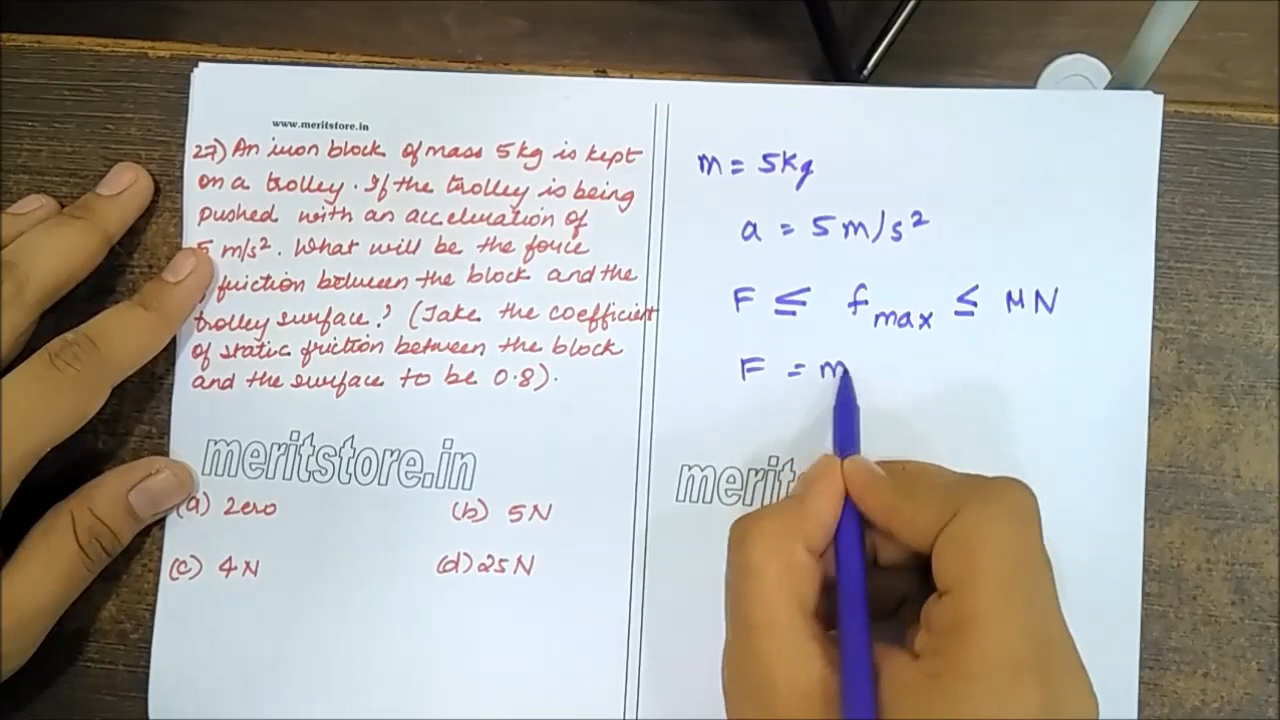 www.meritstore.in
27) An iron block of mass 5kg is kept
on a trolley. If the trolley is being
pushed with an acceleration of
5 m/s². What will be the force
friction between the block and the
trolley surface? (Take the coefficient
of static friction between the block
and the surface to be 0.8).
meritstore.in
(a) Zero
(b) 5N
(c) 4N
(d) 25N
m = 5kg
a = 5m/s²
F ≤ fmax ≤ μN
F = m
merits